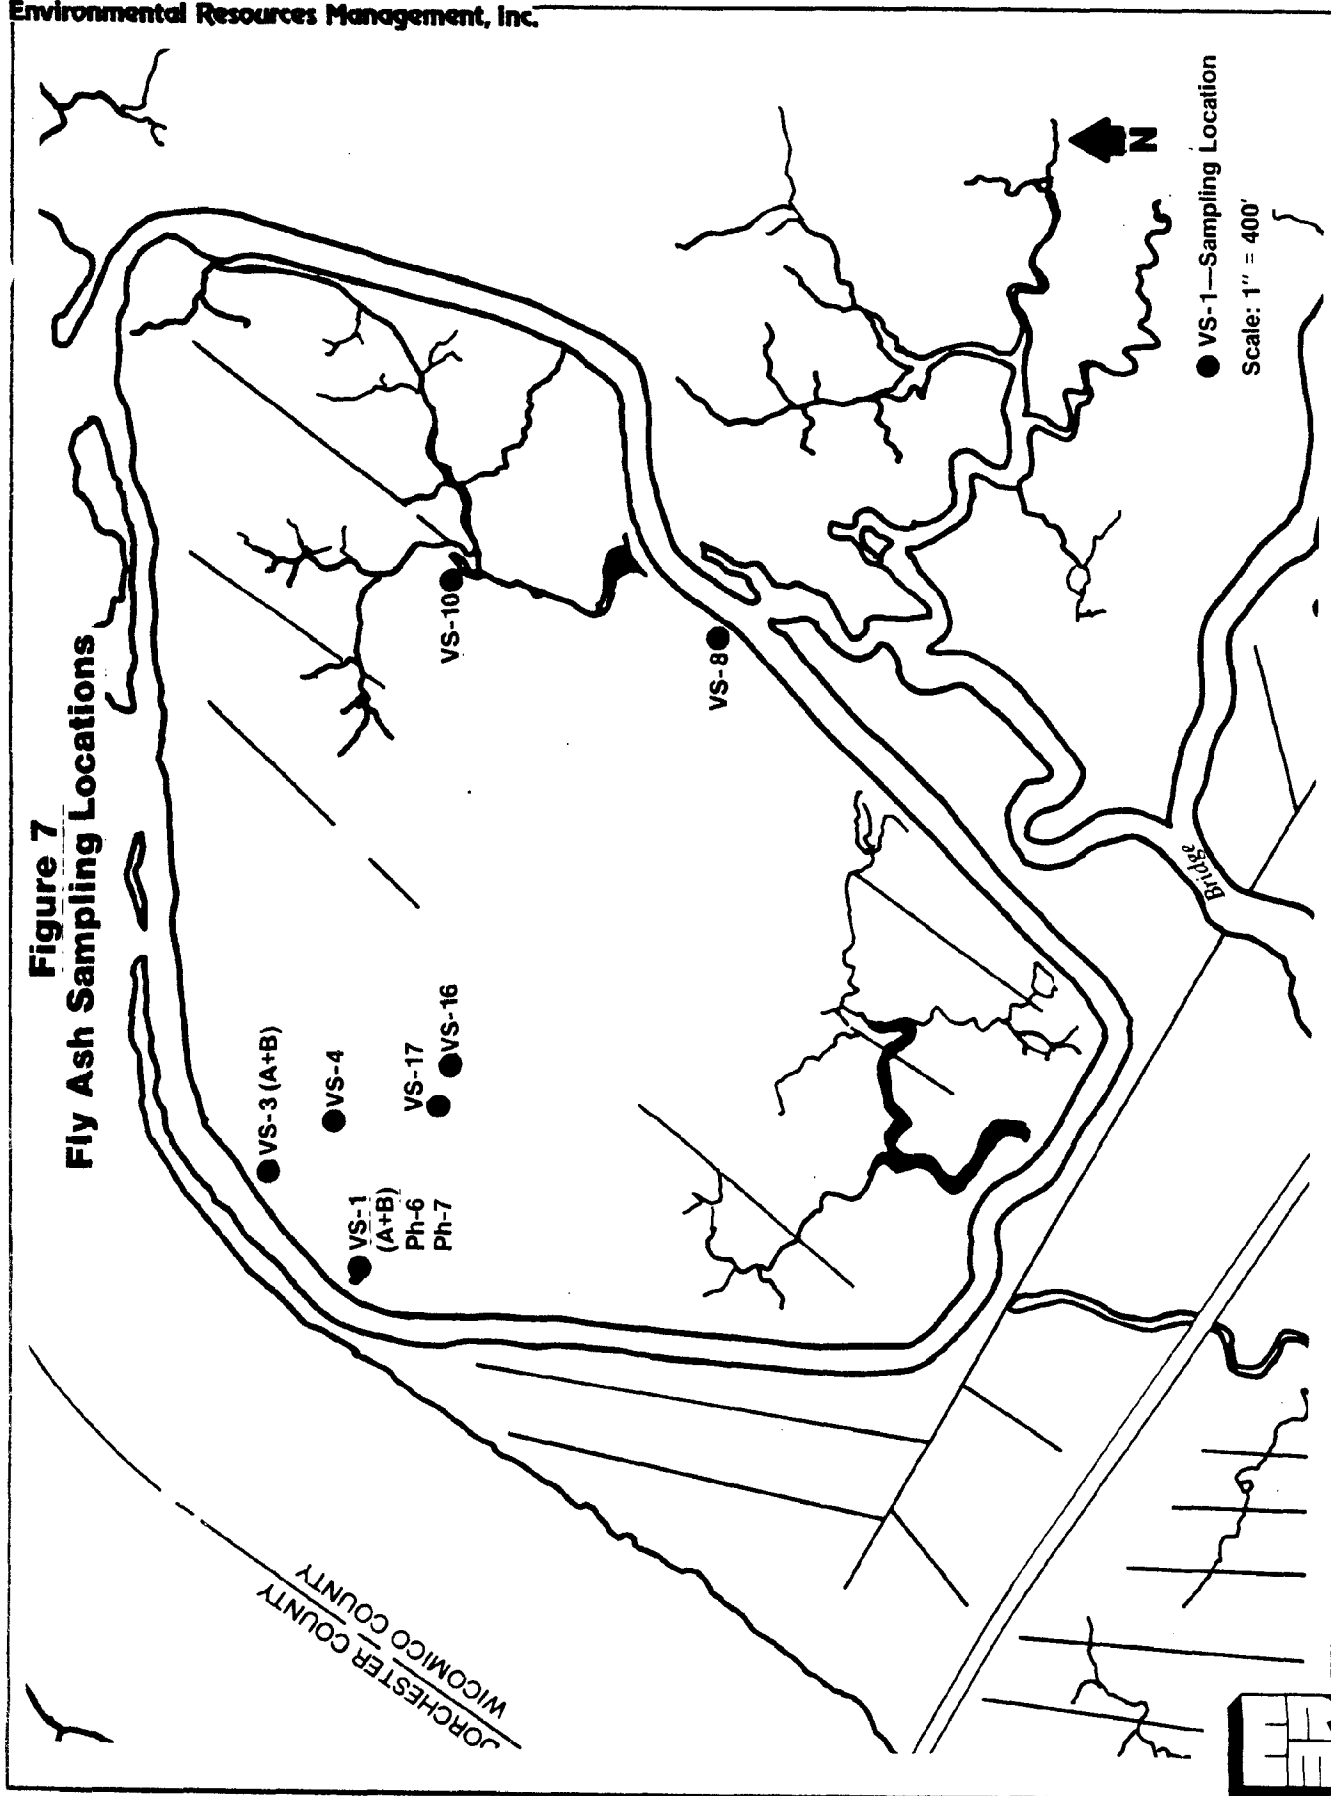 Environmental Resources Management, Inc.
Figure 7
Fly Ash Sampling Locations
VS-3 (A+B)
VS-4
VS-17
VS-16
VS-1
(A+B)
Ph-6
Ph-7
VS-10
VS-8
Bridge
DORCHESTER COUNTY
WICOMICO COUNTY
N
VS-1—Sampling Location
Scale: 1" = 400'